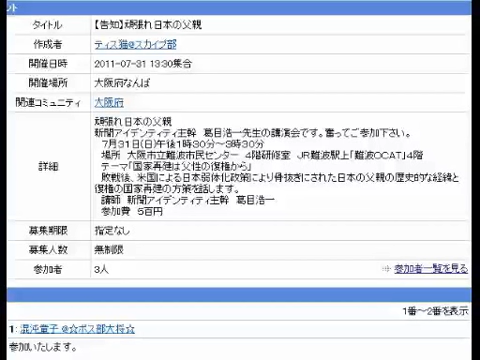 ント
タイトル 【告知】頑張れ日本の父親
作成者 ティス猫@スカイプ部
開催日時 2011-07-31 13:30集合
開催場所 大阪府なんば
関連コミュニティ 大阪府
頑張れ日本の父親
新聞アイデンティティ主幹 葛目浩一先生の講演会です。奮ってご参加下さい。
7月31日(日)午後1時30分～3時30分
場所 大阪市立難波市民センター 4階研修室 JR難波駅上「難波OCAT」4階
テーマ「国家再建は父性の復権から」
詳細
敗戦後、米国による日本弱体化政策により骨抜きにされた日本の父親の歴史的な経緯と
復権の国家再建の方策を話します。
講師 新聞アイデンティティ主幹 葛目浩一
参加費 5百円
募集期限 指定なし
募集人数 無制限
参加者 3人 参加者一覧を見る
1番～2番を表示
1: 混沌童子 @☆ボス部大将☆
参加いたします。